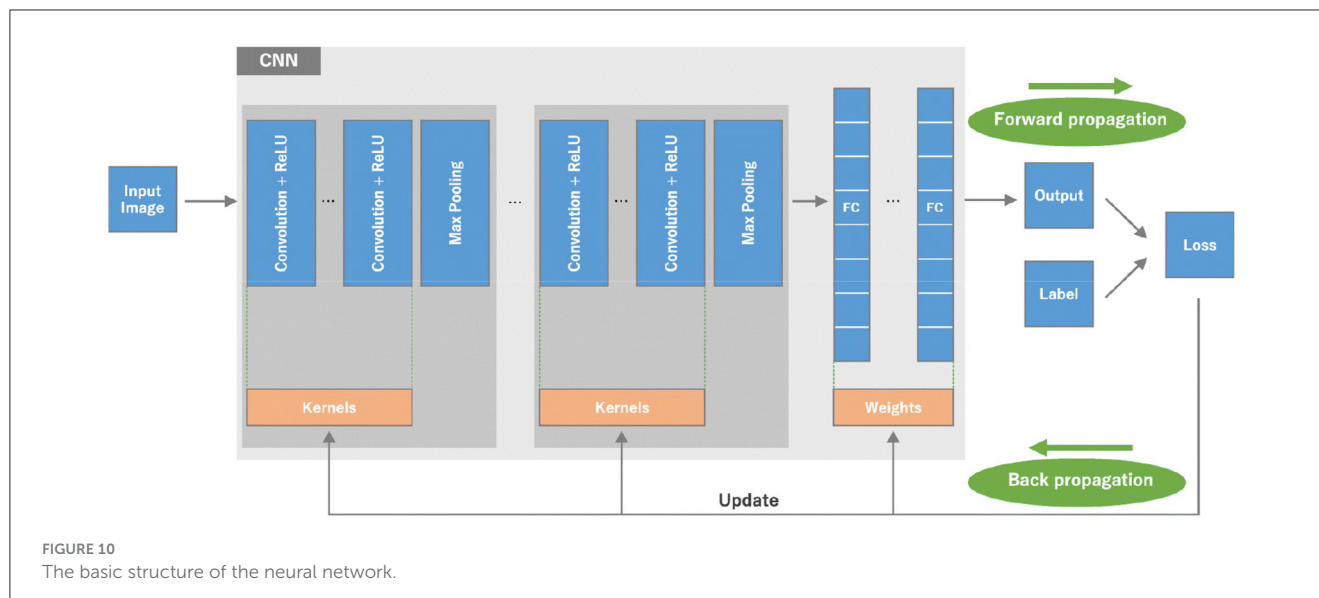 CNN
Forward propagation
Input
Image
Convolution + ReLU
...
Convolution + ReLU
Max Pooling
...
Convolution + ReLU
...
Convolution + ReLU
Max Pooling
FC
...
FC
Output
Label
Loss
Kernels
Kernels
Weights
Back propagation
Update
FIGURE 10
The basic structure of the neural network.